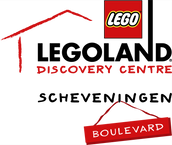 LEGO
LEGOLAND
DISCOVERY CENTRE
SCHEVENINGEN
BOULEVARD